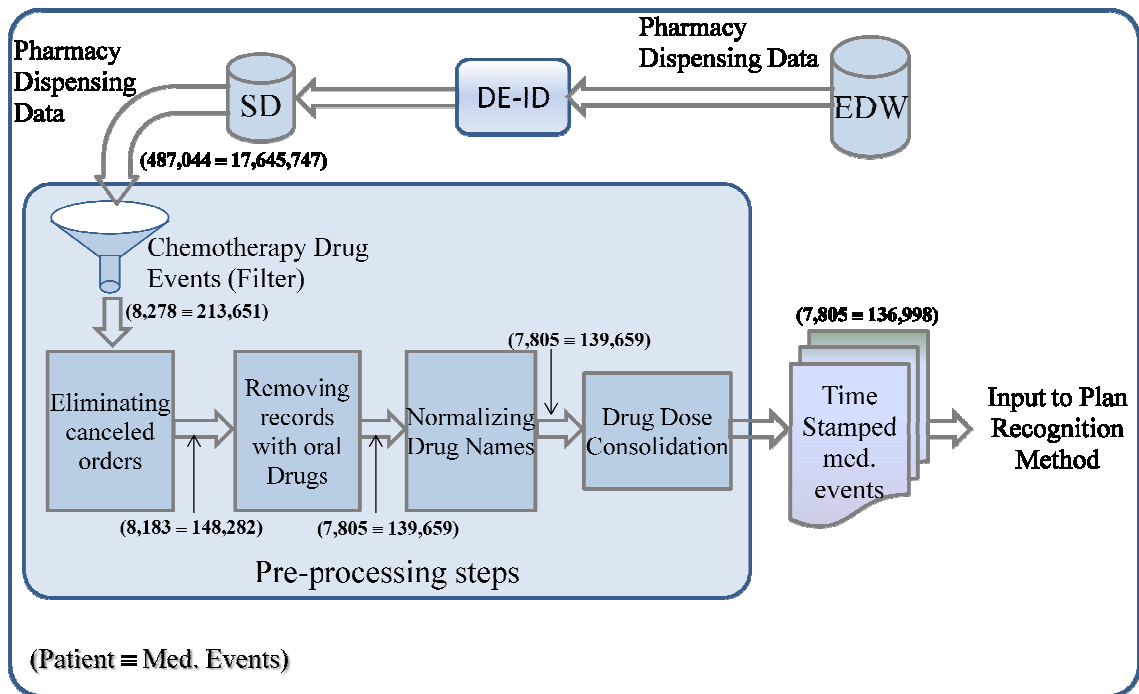 Pharmacy
Dispensing
Data
SD
DE-ID
Pharmacy
Dispensing Data
EDW
(487,044 ≡ 17,645,747)
Chemotherapy Drug
Events (Filter)
(8,278 ≡ 213,651)
Eliminating
canceled
orders
(8,183 ≡ 148,282)
Removing
records
with oral
Drugs
(7,805 ≡ 139,659)
Normalizing
Drug Names
(7,805 ≡ 139,659)
Drug Dose
Consolidation
(7,805 ≡ 136,998)
Time
Stamped
med.
events
Input to Plan
Recognition
Method
Pre-processing steps
(Patient ≡ Med. Events)